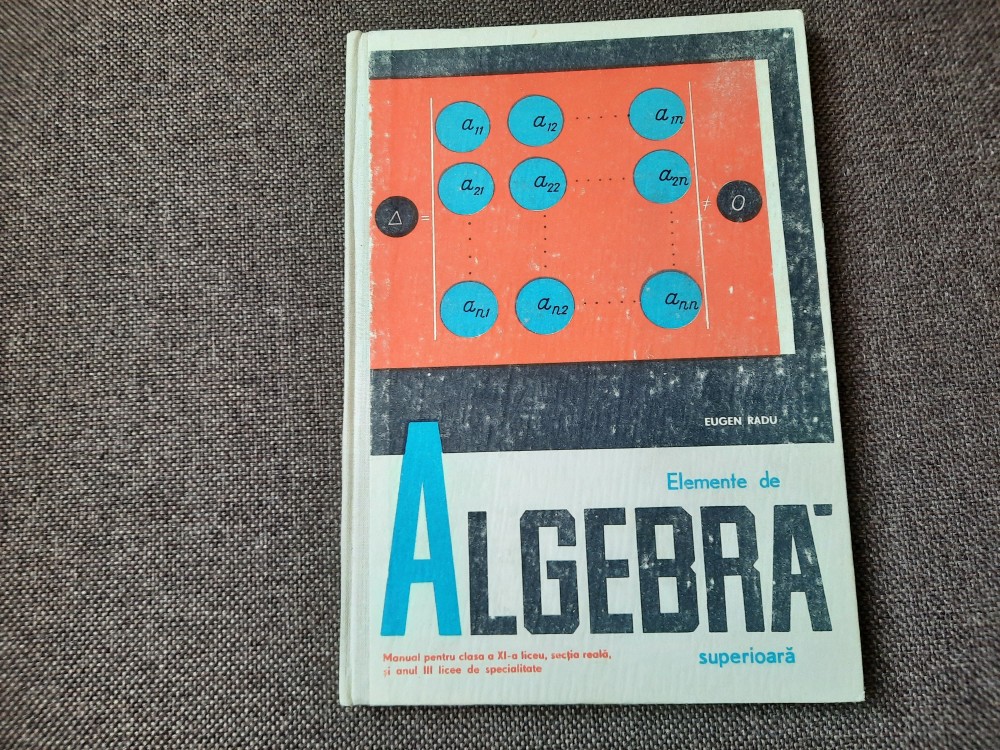 a₁₁ a₁₂ ...... a₁ₙ
a₂₁ a₂₂ ...... a₂ₙ
Δ = ≠ 0
aₙ₁ aₙ₂ ...... aₙₙ
EUGEN RADU
Elemente de
ALGEBRĂ
superioară
Manual pentru clasa a XI-a liceu, secția reală,
și anul III licee de specialitate